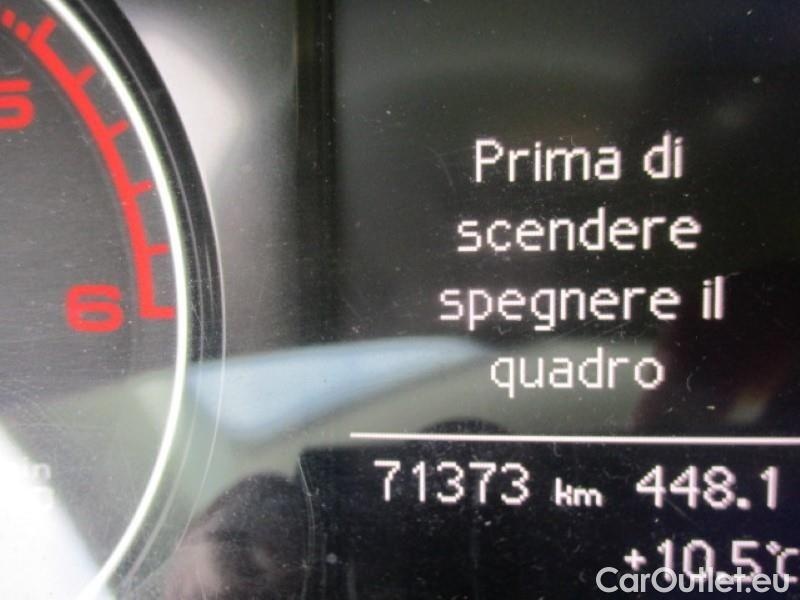 5
Prima di
scendere
spegnere il
quadro
6
71373 km 448.1
+10.5°C
CarOutlet.eu